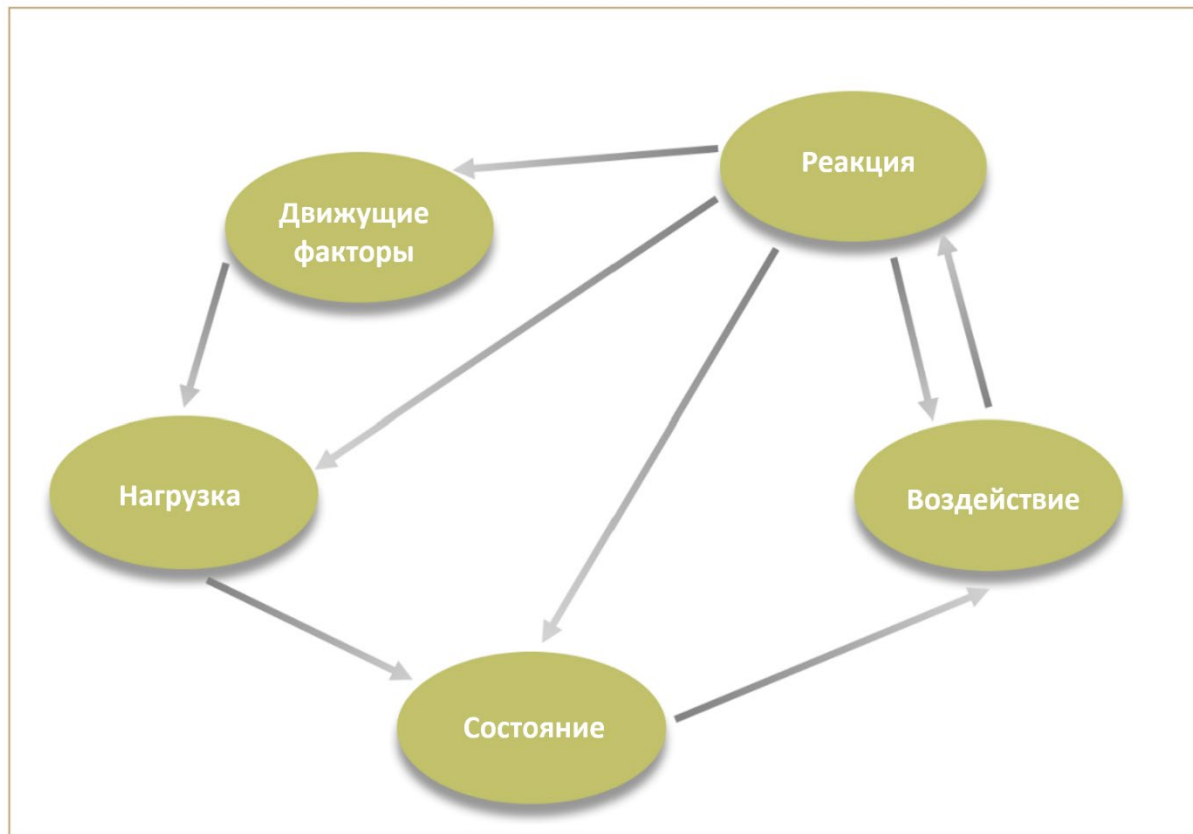 Реакция
Движущие
факторы
Нагрузка
Воздействие
Состояние